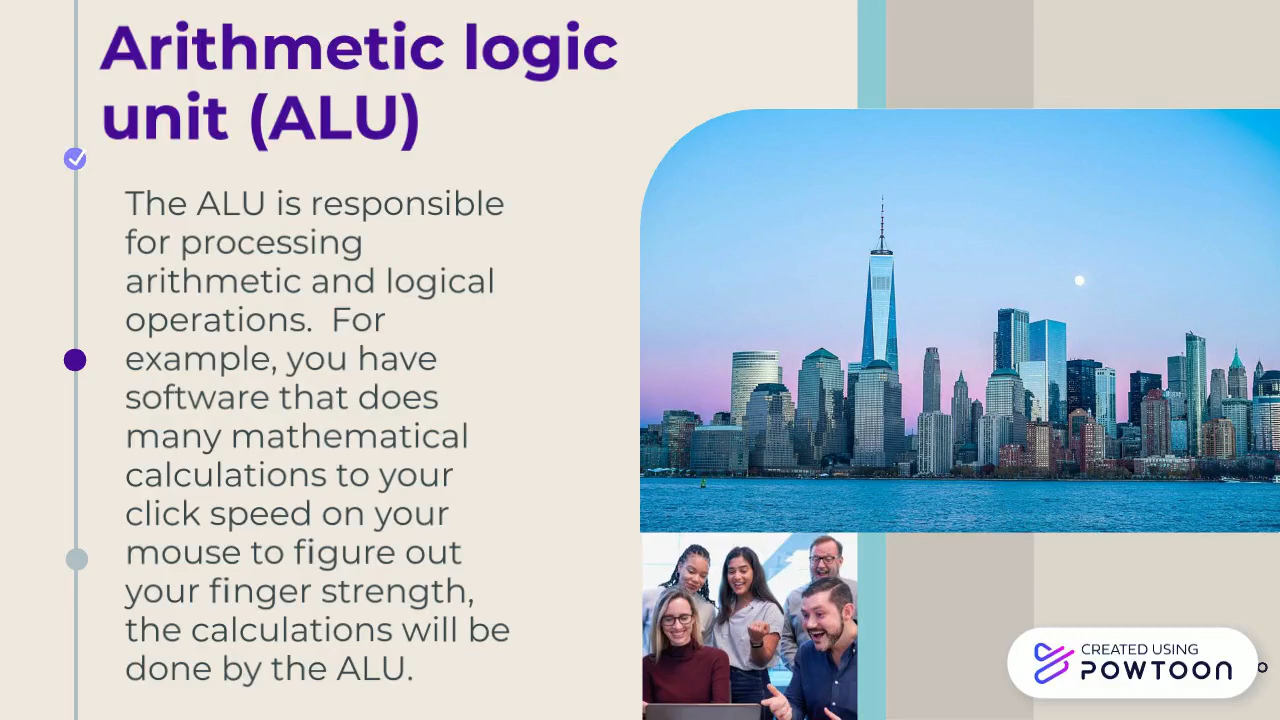 Arithmetic logic
unit (ALU)
The ALU is responsible
for processing
arithmetic and logical
operations.  For
example, you have
software that does
many mathematical
calculations to your
click speed on your
mouse to figure out
your finger strength,
the calculations will be
done by the ALU.
CREATED USING
POWTOON